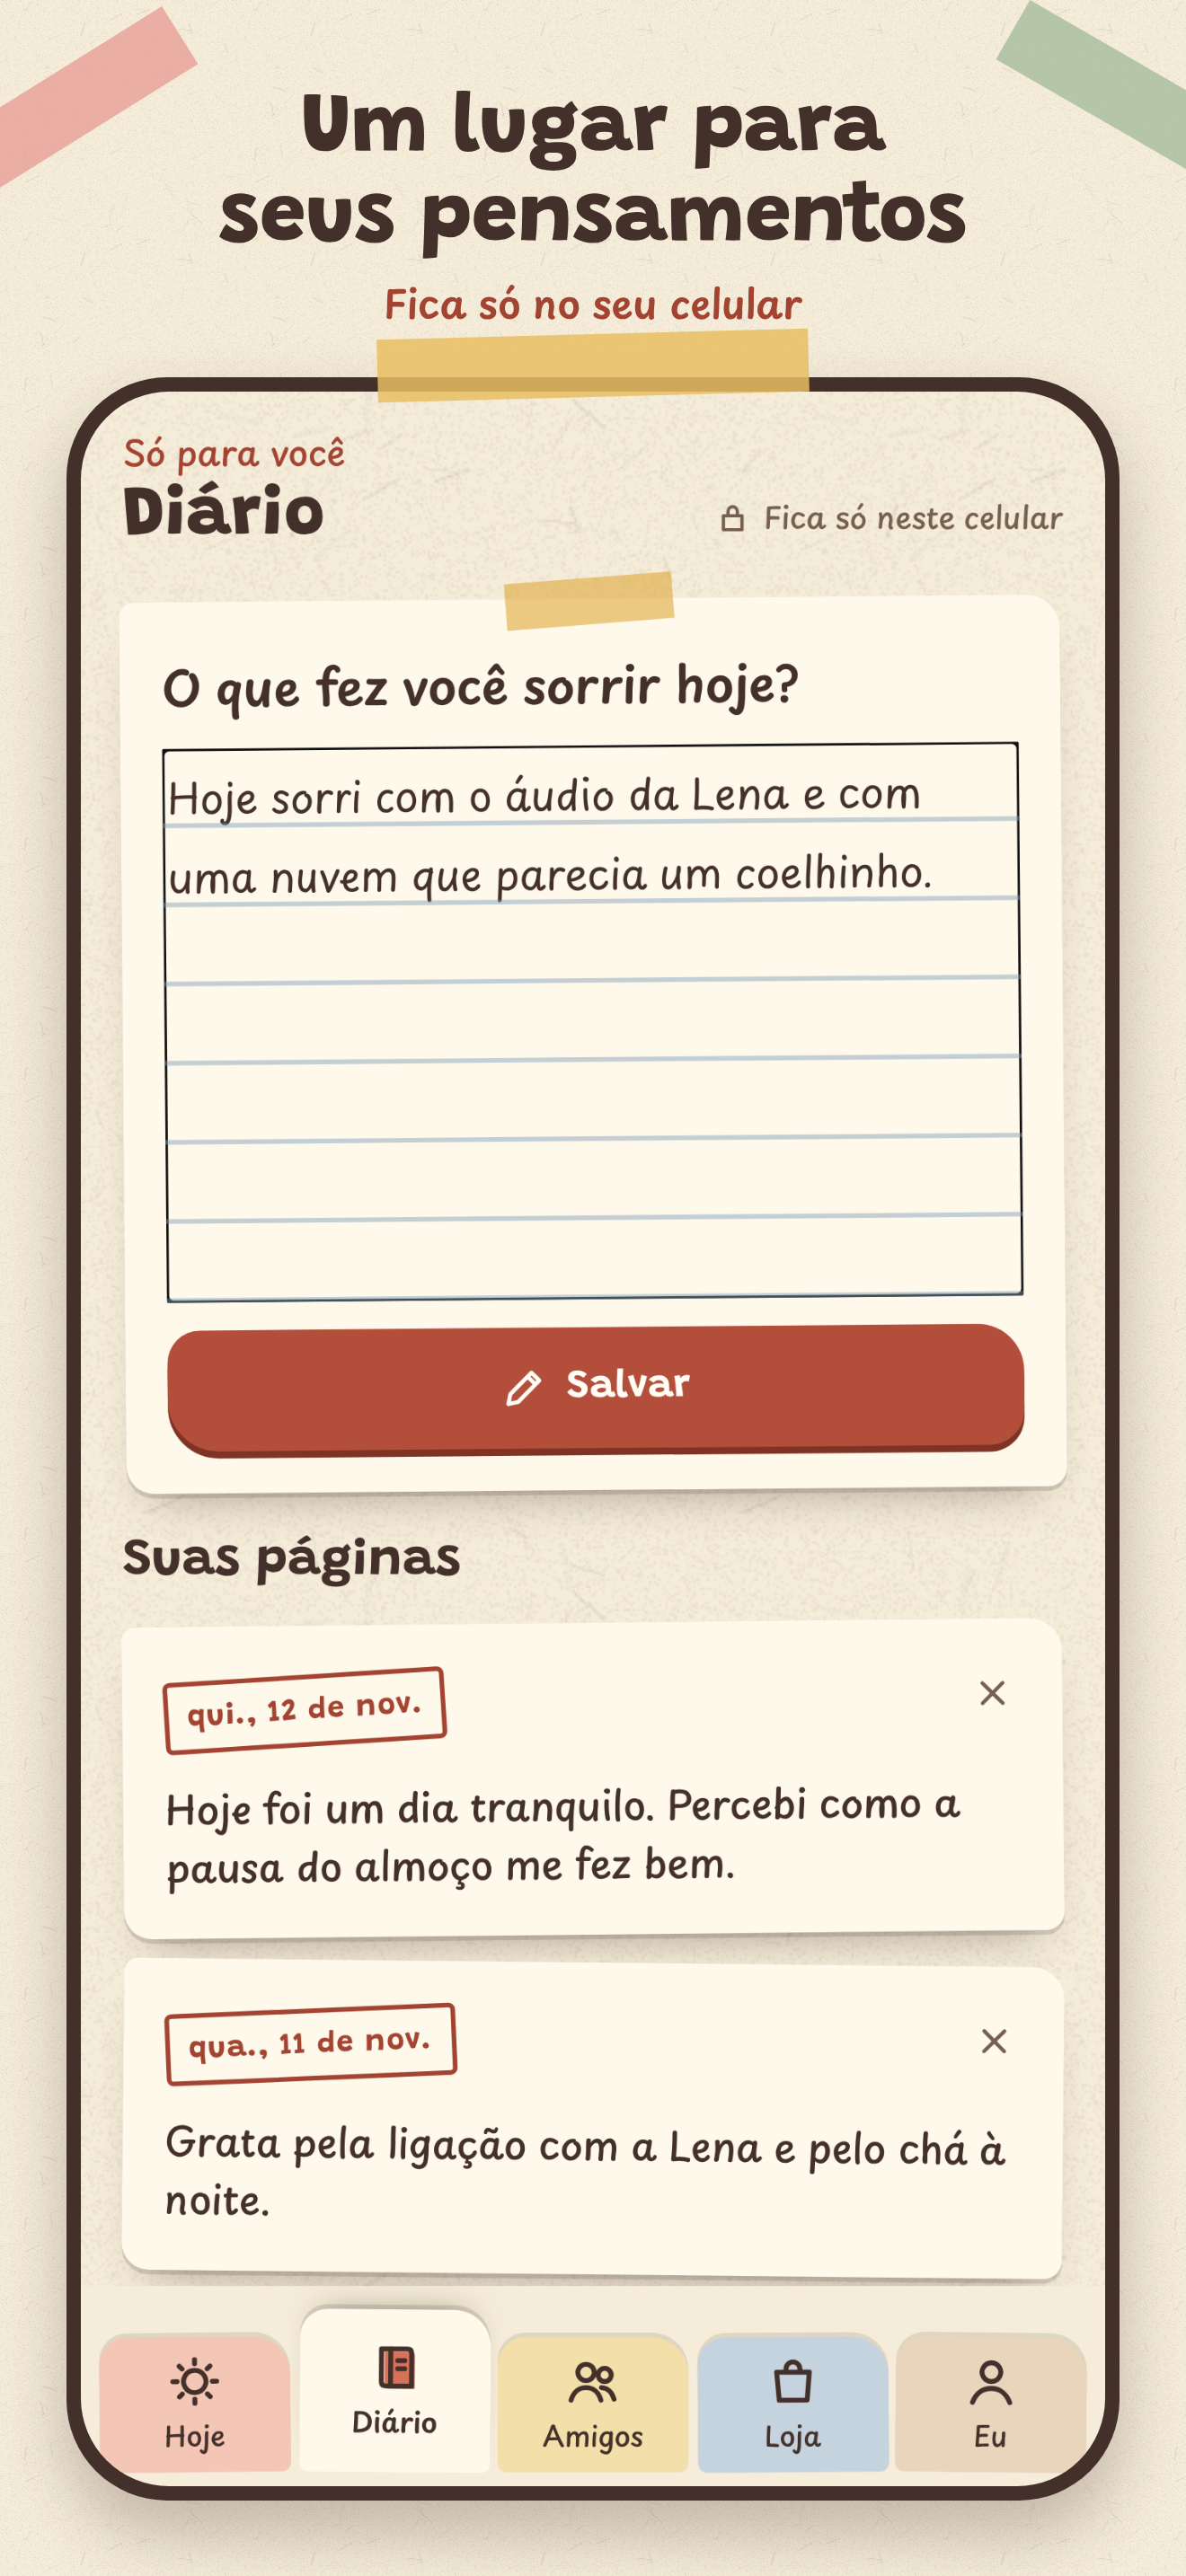 Um lugar para
seus pensamentos
Fica só no seu celular
Só para você
Diário
Fica só neste celular
O que fez você sorrir hoje?
Hoje sorri com o áudio da Lena e com
uma nuvem que parecia um coelhinho.
Salvar
Suas páginas
qui., 12 de nov.
Hoje foi um dia tranquilo. Percebi como a
pausa do almoço me fez bem.
qua., 11 de nov.
Grata pela ligação com a Lena e pelo chá à
noite.
Hoje
Diário
Amigos
Loja
Eu